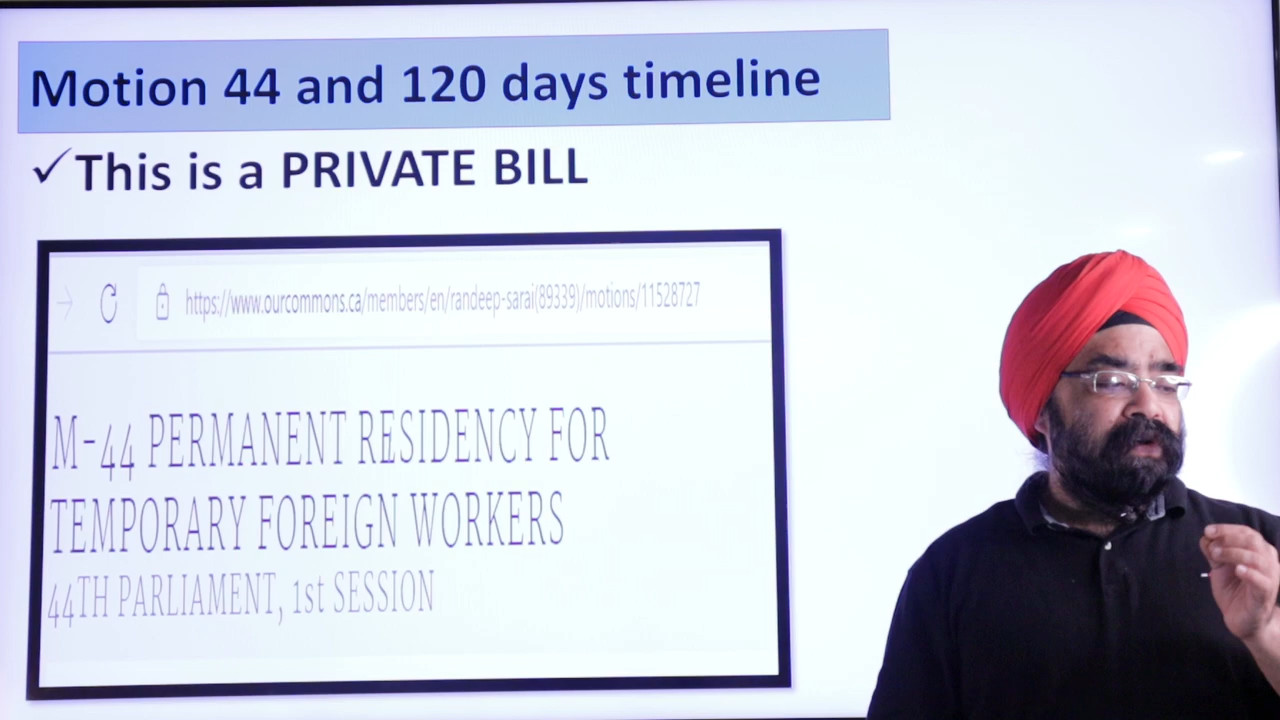 Motion 44 and 120 days timeline
✓This is a PRIVATE BILL
https://www.ourcommons.ca/members/en/randeep-sarai(89339)/motions/11528727
M-44 PERMANENT RESIDENCY FOR
TEMPORARY FOREIGN WORKERS
44TH PARLIAMENT, 1st SESSION